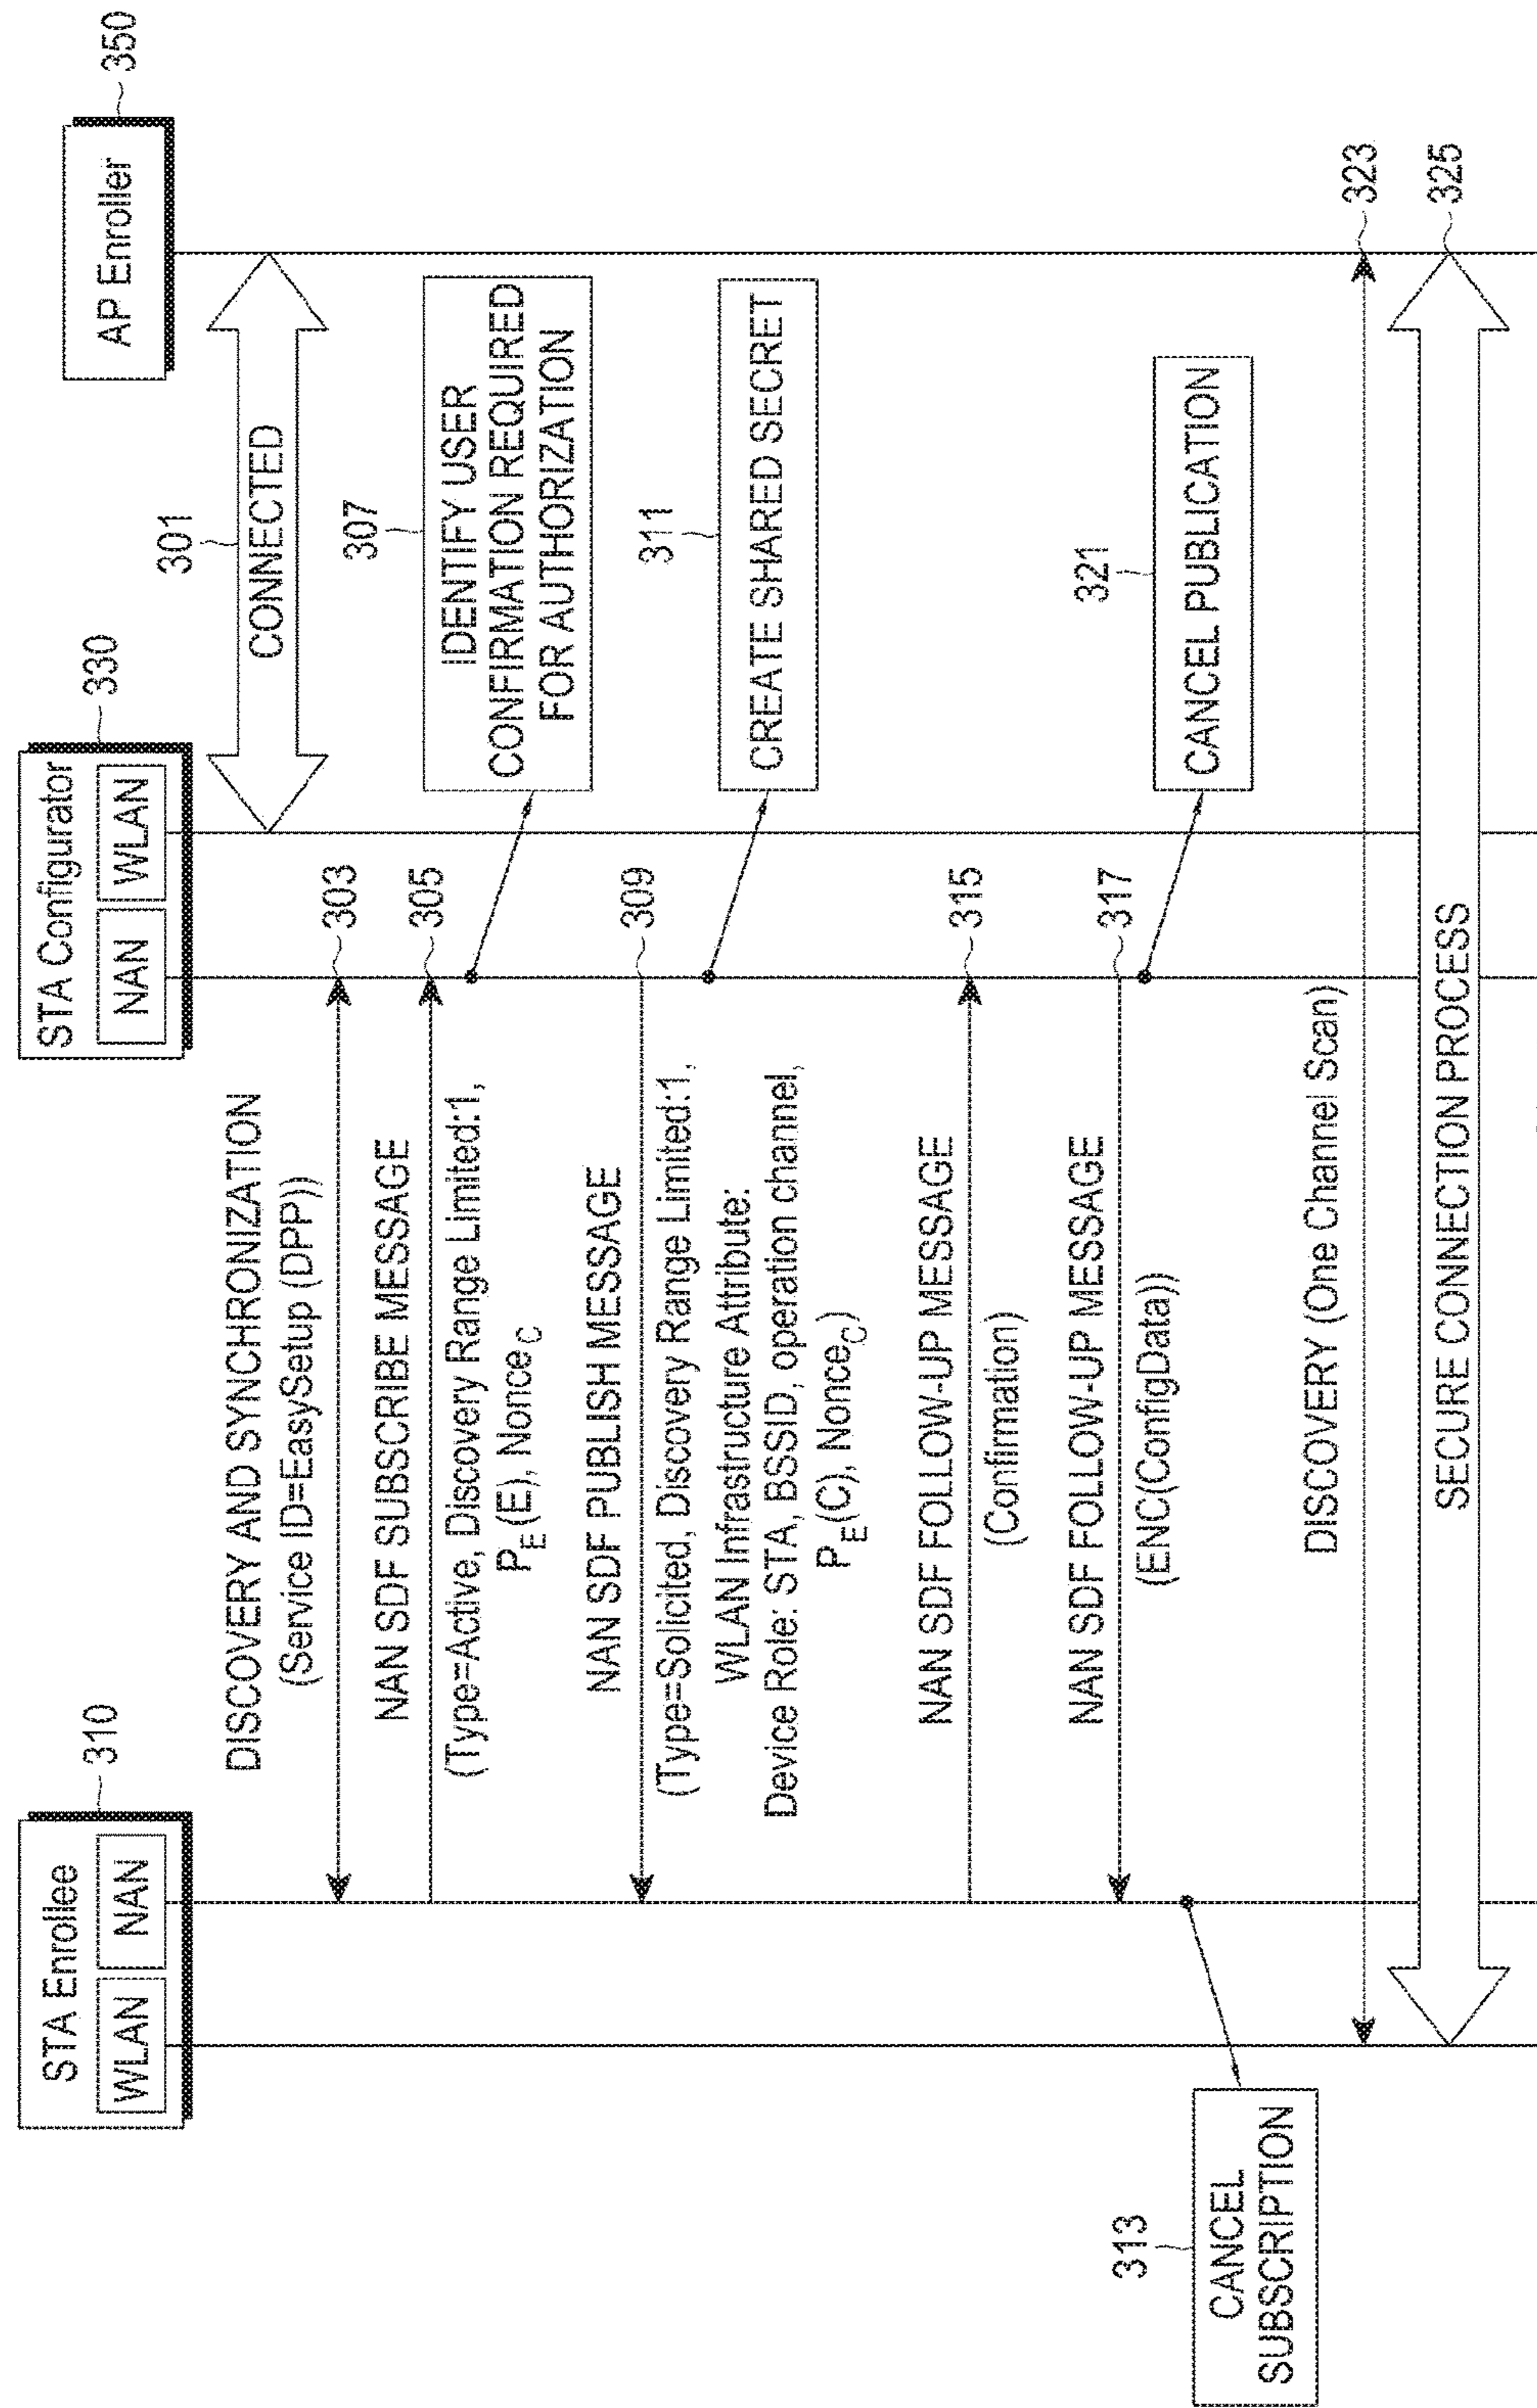 310
STA Enrollee
WLAN
NAN
330
STA Configurator
NAN
WLAN
350
AP Enroller
301
CONNECTED
DISCOVERY AND SYNCHRONIZATION
(Service ID=EasySetup (DPP))
303
NAN SDF SUBSCRIBE MESSAGE
305
(Type=Active, Discovery Range Limited:1,
PE(E), NonceC
307
IDENTIFY USER
CONFIRMATION REQUIRED
FOR AUTHORIZATION
NAN SDF PUBLISH MESSAGE
309
(Type=Solicited, Discovery Range Limited:1,
WLAN Infrastructure Attribute:
Device Role: STA, BSSID, operation channel,
PE(C), NonceC)
311
CREATE SHARED SECRET
NAN SDF FOLLOW-UP MESSAGE
315
(Confirmation)
NAN SDF FOLLOW-UP MESSAGE
317
(ENC(ConfigData))
321
CANCEL PUBLICATION
313
CANCEL
SUBSCRIPTION
DISCOVERY (One Channel Scan)
323
SECURE CONNECTION PROCESS
325